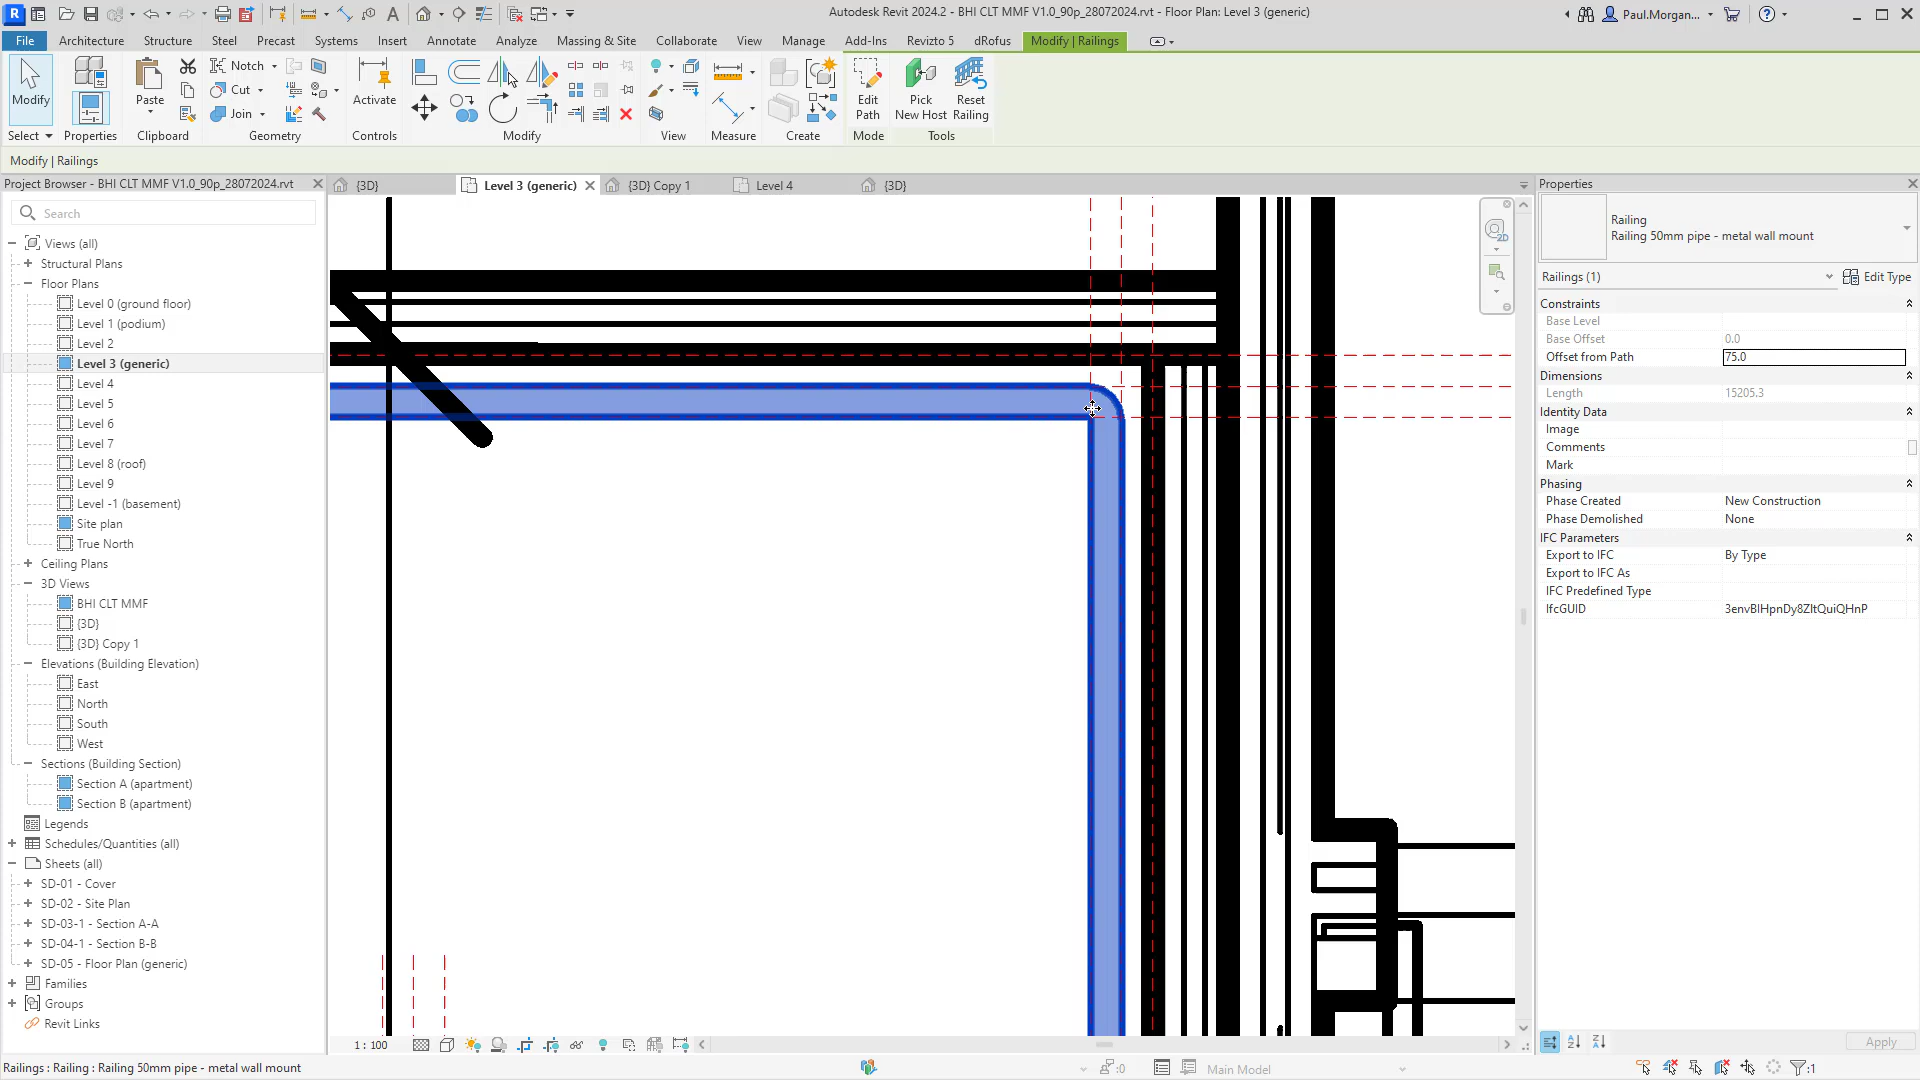 Autodesk Revit 2024.2 - BHI CLT MMF V1.0_90p_28072024.rvt - Floor Plan: Level 3 (generic)
Paul.Morgan...
File Architecture Structure Steel Precast Systems Insert Annotate Analyze Massing & Site Collaborate View Manage Add-Ins Revizto 5 dRofus Modify | Railings
Modify
Paste
Notch
Cut
Join
Activate
Edit Path
Pick New Host
Reset Railing
Select Properties Clipboard Geometry Controls Modify View Measure Create Mode Tools
Modify | Railings
Project Browser - BHI CLT MMF V1.0_90p_28072024.rvt
Search
Views (all)
Structural Plans
Floor Plans
Level 0 (ground floor)
Level 1 (podium)
Level 2
Level 3 (generic)
Level 4
Level 5
Level 6
Level 7
Level 8 (roof)
Level 9
Level -1 (basement)
Site plan
True North
Ceiling Plans
3D Views
BHI CLT MMF
{3D}
{3D} Copy 1
Elevations (Building Elevation)
East
North
South
West
Sections (Building Section)
Section A (apartment)
Section B (apartment)
Legends
Schedules/Quantities (all)
Sheets (all)
SD-01 - Cover
SD-02 - Site Plan
SD-03-1 - Section A-A
SD-04-1 - Section B-B
SD-05 - Floor Plan (generic)
Families
Groups
Revit Links
{3D} Level 3 (generic) {3D} Copy 1 Level 4 {3D}
2D
1 : 100
Properties
Railing
Railing 50mm pipe - metal wall mount
Railings (1) Edit Type
Constraints
Base Level
Base Offset 0.0
Offset from Path 75.0
Dimensions
Length 15205.3
Identity Data
Image
Comments
Mark
Phasing
Phase Created New Construction
Phase Demolished None
IFC Parameters
Export to IFC By Type
Export to IFC As
IFC Predefined Type
IfcGUID 3envBlHpnDy8ZltQuiQHnP
Apply
Railings : Railing : Railing 50mm pipe - metal wall mount
:0
Main Model
:1